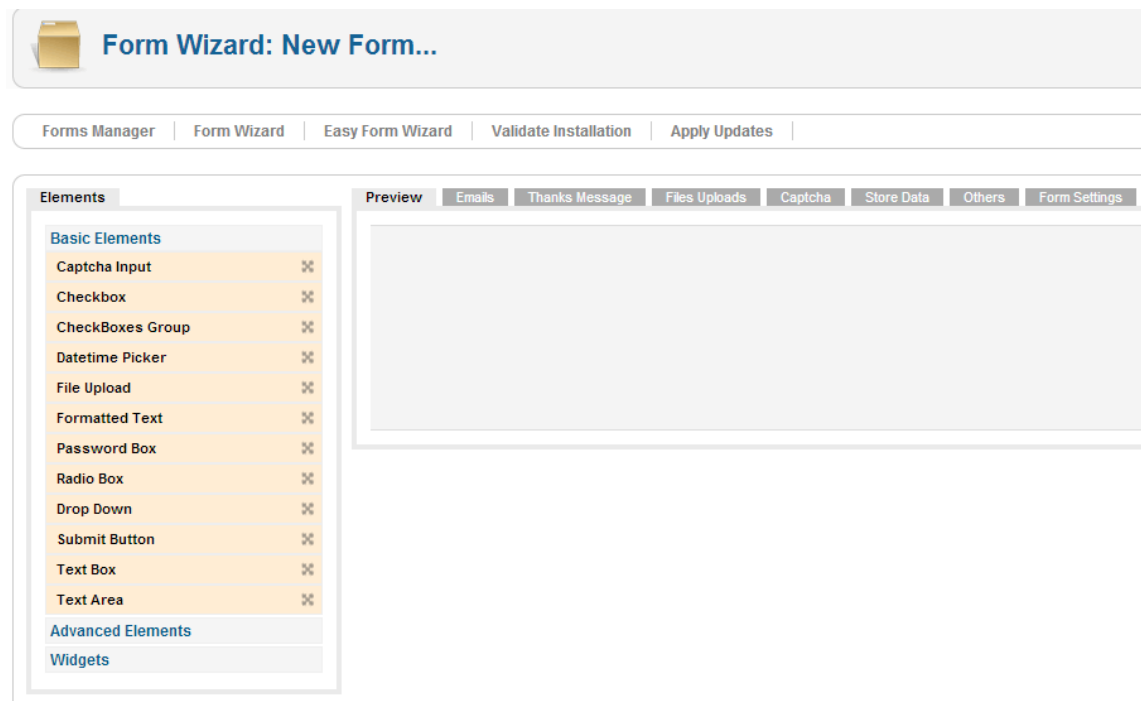 Form Wizard: New Form...
Forms Manager Form Wizard Easy Form Wizard Validate Installation Apply Updates
Elements
Preview Emails Thanks Message Files Uploads Captcha Store Data Others Form Settings
Basic Elements
Captcha Input
Checkbox
CheckBoxes Group
Datetime Picker
File Upload
Formatted Text
Password Box
Radio Box
Drop Down
Submit Button
Text Box
Text Area
Advanced Elements
Widgets